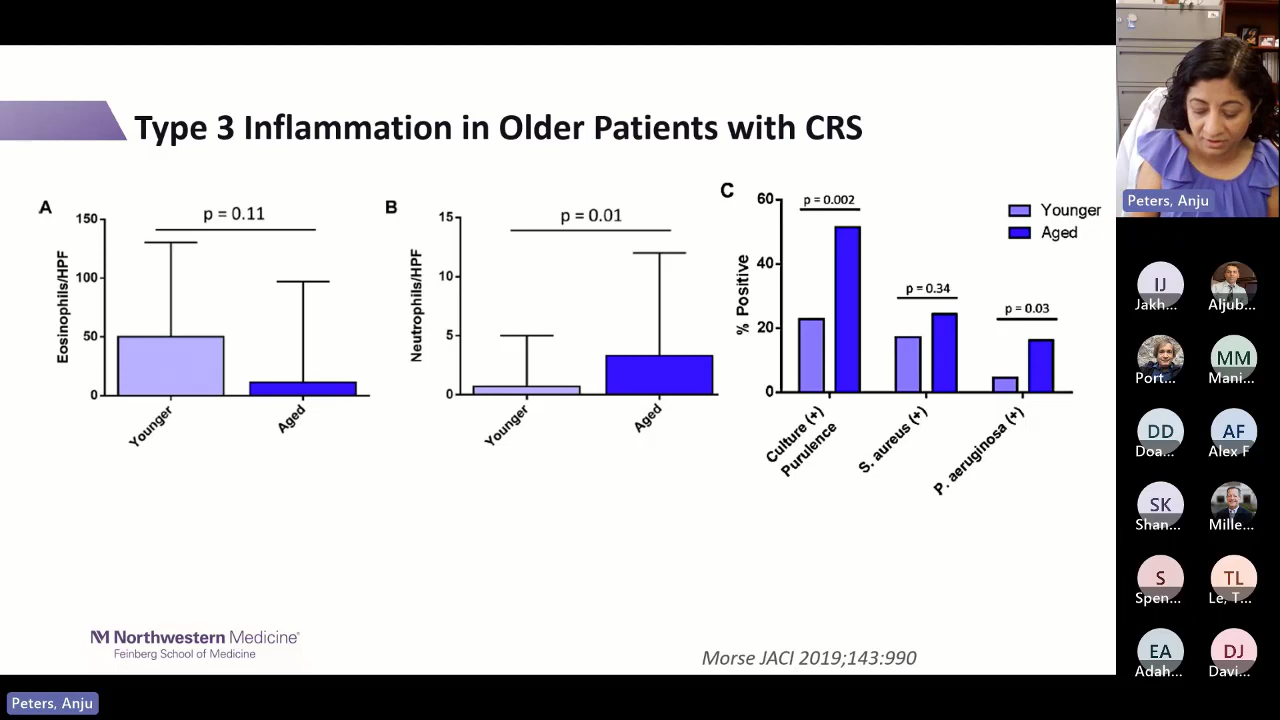 Type 3 Inflammation in Older Patients with CRS
A
Eosinophils/HPF
150
100
50
0
p = 0.11
Younger
Aged
B
Neutrophils/HPF
15
10
5
0
p = 0.01
Younger
Aged
C
% Positive
60
40
20
0
p = 0.002
p = 0.34
p = 0.03
Culture (+)
Purulence
S. aureus (+)
P. aeruginosa (+)
Younger
Aged
Northwestern Medicine®
Feinberg School of Medicine
Morse JACI 2019;143:990
Peters, Anju
Peters, Anju
IJ
Jakh...
Aljub...
Port...
MM
Mani...
DD
Doa...
AF
Alex F
SK
Shan...
Mille...
S
Spen...
TL
Le, T...
EA
Adah...
DJ
Davi...